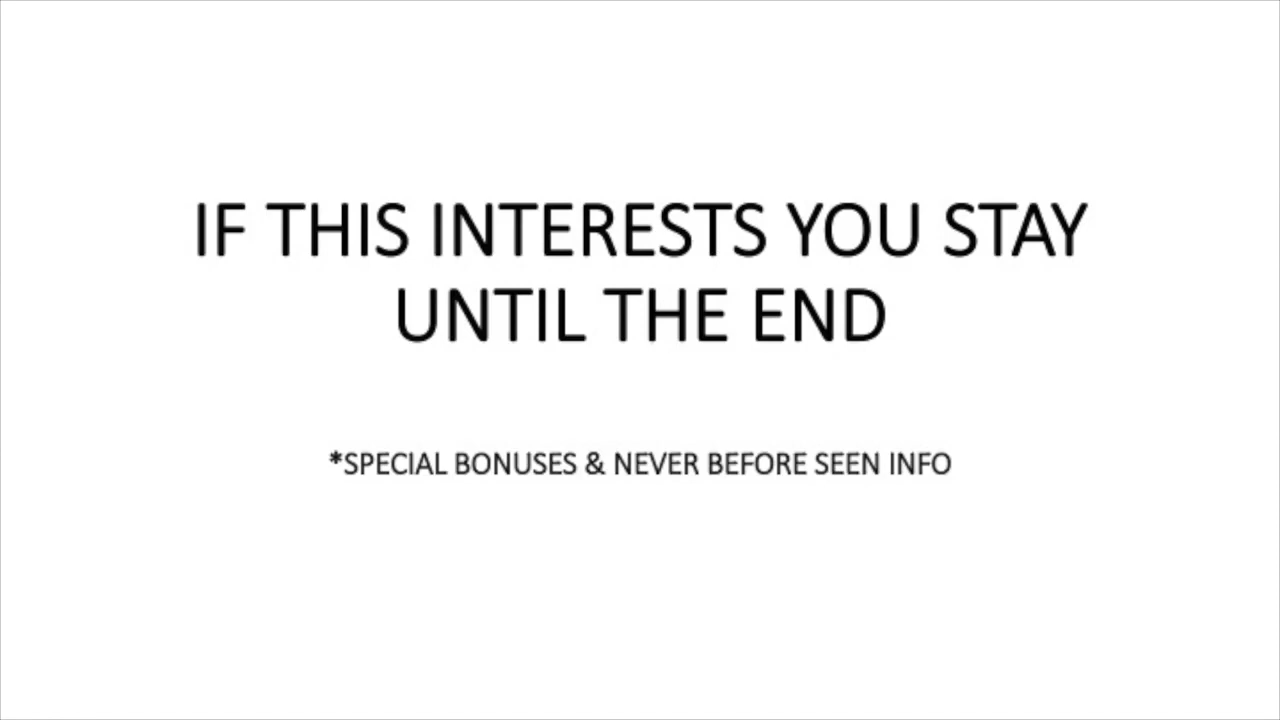 IF THIS INTERESTS YOU STAY
UNTIL THE END
*SPECIAL BONUSES & NEVER BEFORE SEEN INFO